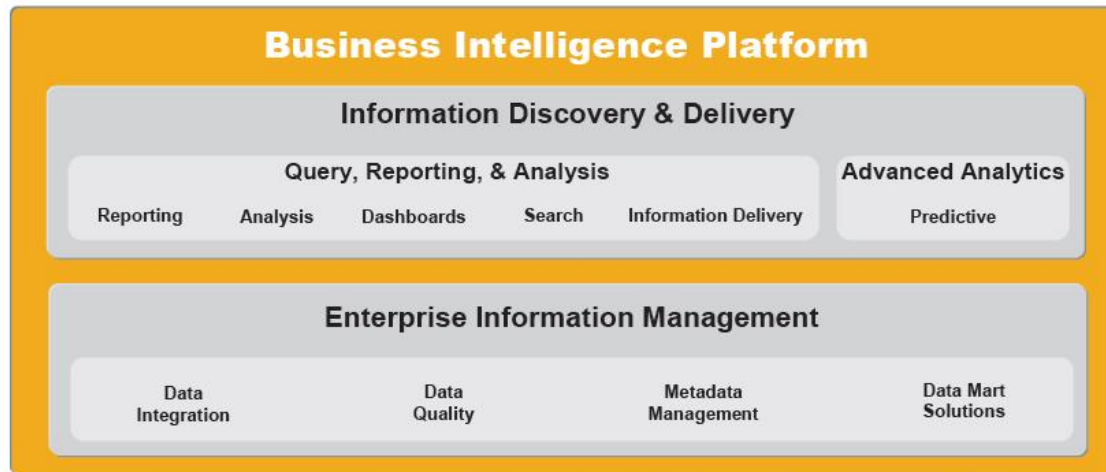 Business Intelligence Platform
Information Discovery & Delivery
Query, Reporting, & Analysis
Reporting Analysis Dashboards Search Information Delivery
Advanced Analytics
Predictive
Enterprise Information Management
Data
Integration
Data
Quality
Metadata
Management
Data Mart
Solutions